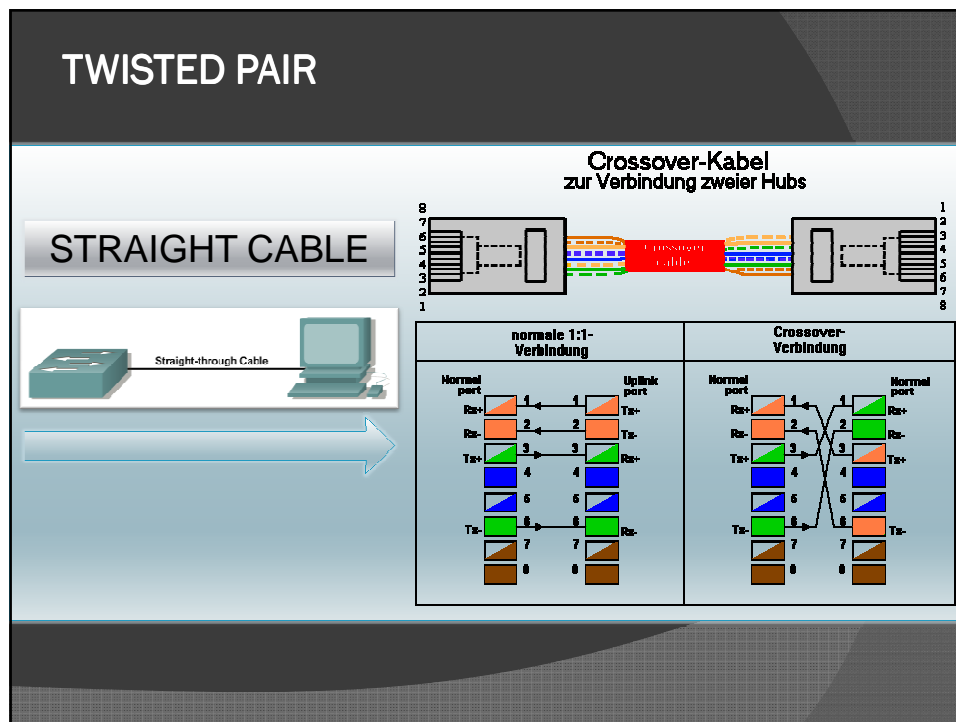 TWISTED PAIR
Crossover-Kabel
zur Verbindung zweier Hubs
STRAIGHT CABLE
Straight-through Cable
8
7
6
5
4
3
2
1
Crossover
cable
1
2
3
4
5
6
7
8
normale 1:1-
Verbindung
Normal
port
Uplink
port
Rx+ 1 1 Tx+
Rx- 2 2 Tx-
Tx+ 3 3 Rx+
4 4
5 5
Tx- 6 6 Rx-
7 7
8 8
Crossover-
Verbindung
Normal
port
Normal
port
Rx+ 1 1 Rx+
Rx- 2 2 Rx-
Tx+ 3 3 Tx+
4 4
5 5
Tx- 6 6 Tx-
7 7
8 8